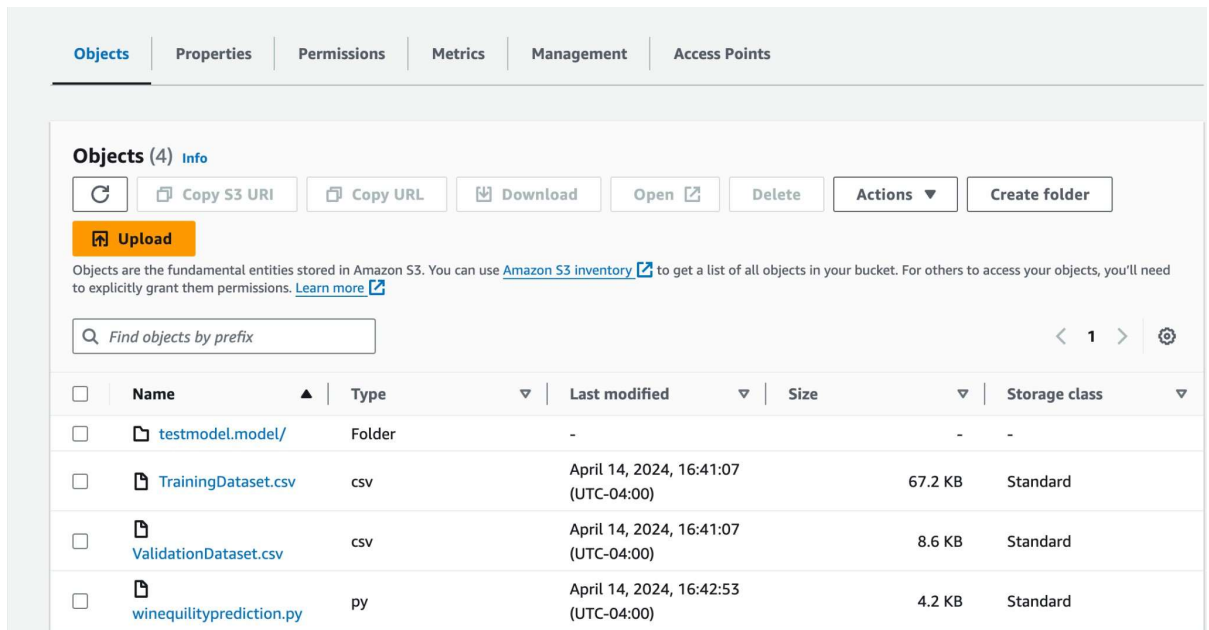 Objects Properties Permissions Metrics Management Access Points
Objects (4) Info
Copy S3 URI Copy URL Download Open Delete Actions Create folder
Upload
Objects are the fundamental entities stored in Amazon S3. You can use Amazon S3 inventory to get a list of all objects in your bucket. For others to access your objects, you'll need
to explicitly grant them permissions. Learn more
Find objects by prefix 1
Name Type Last modified Size Storage class
testmodel.model/ Folder - - -
TrainingDataset.csv csv April 14, 2024, 16:41:07 (UTC-04:00) 67.2 KB Standard
ValidationDataset.csv csv April 14, 2024, 16:41:07 (UTC-04:00) 8.6 KB Standard
winequilityprediction.py py April 14, 2024, 16:42:53 (UTC-04:00) 4.2 KB Standard